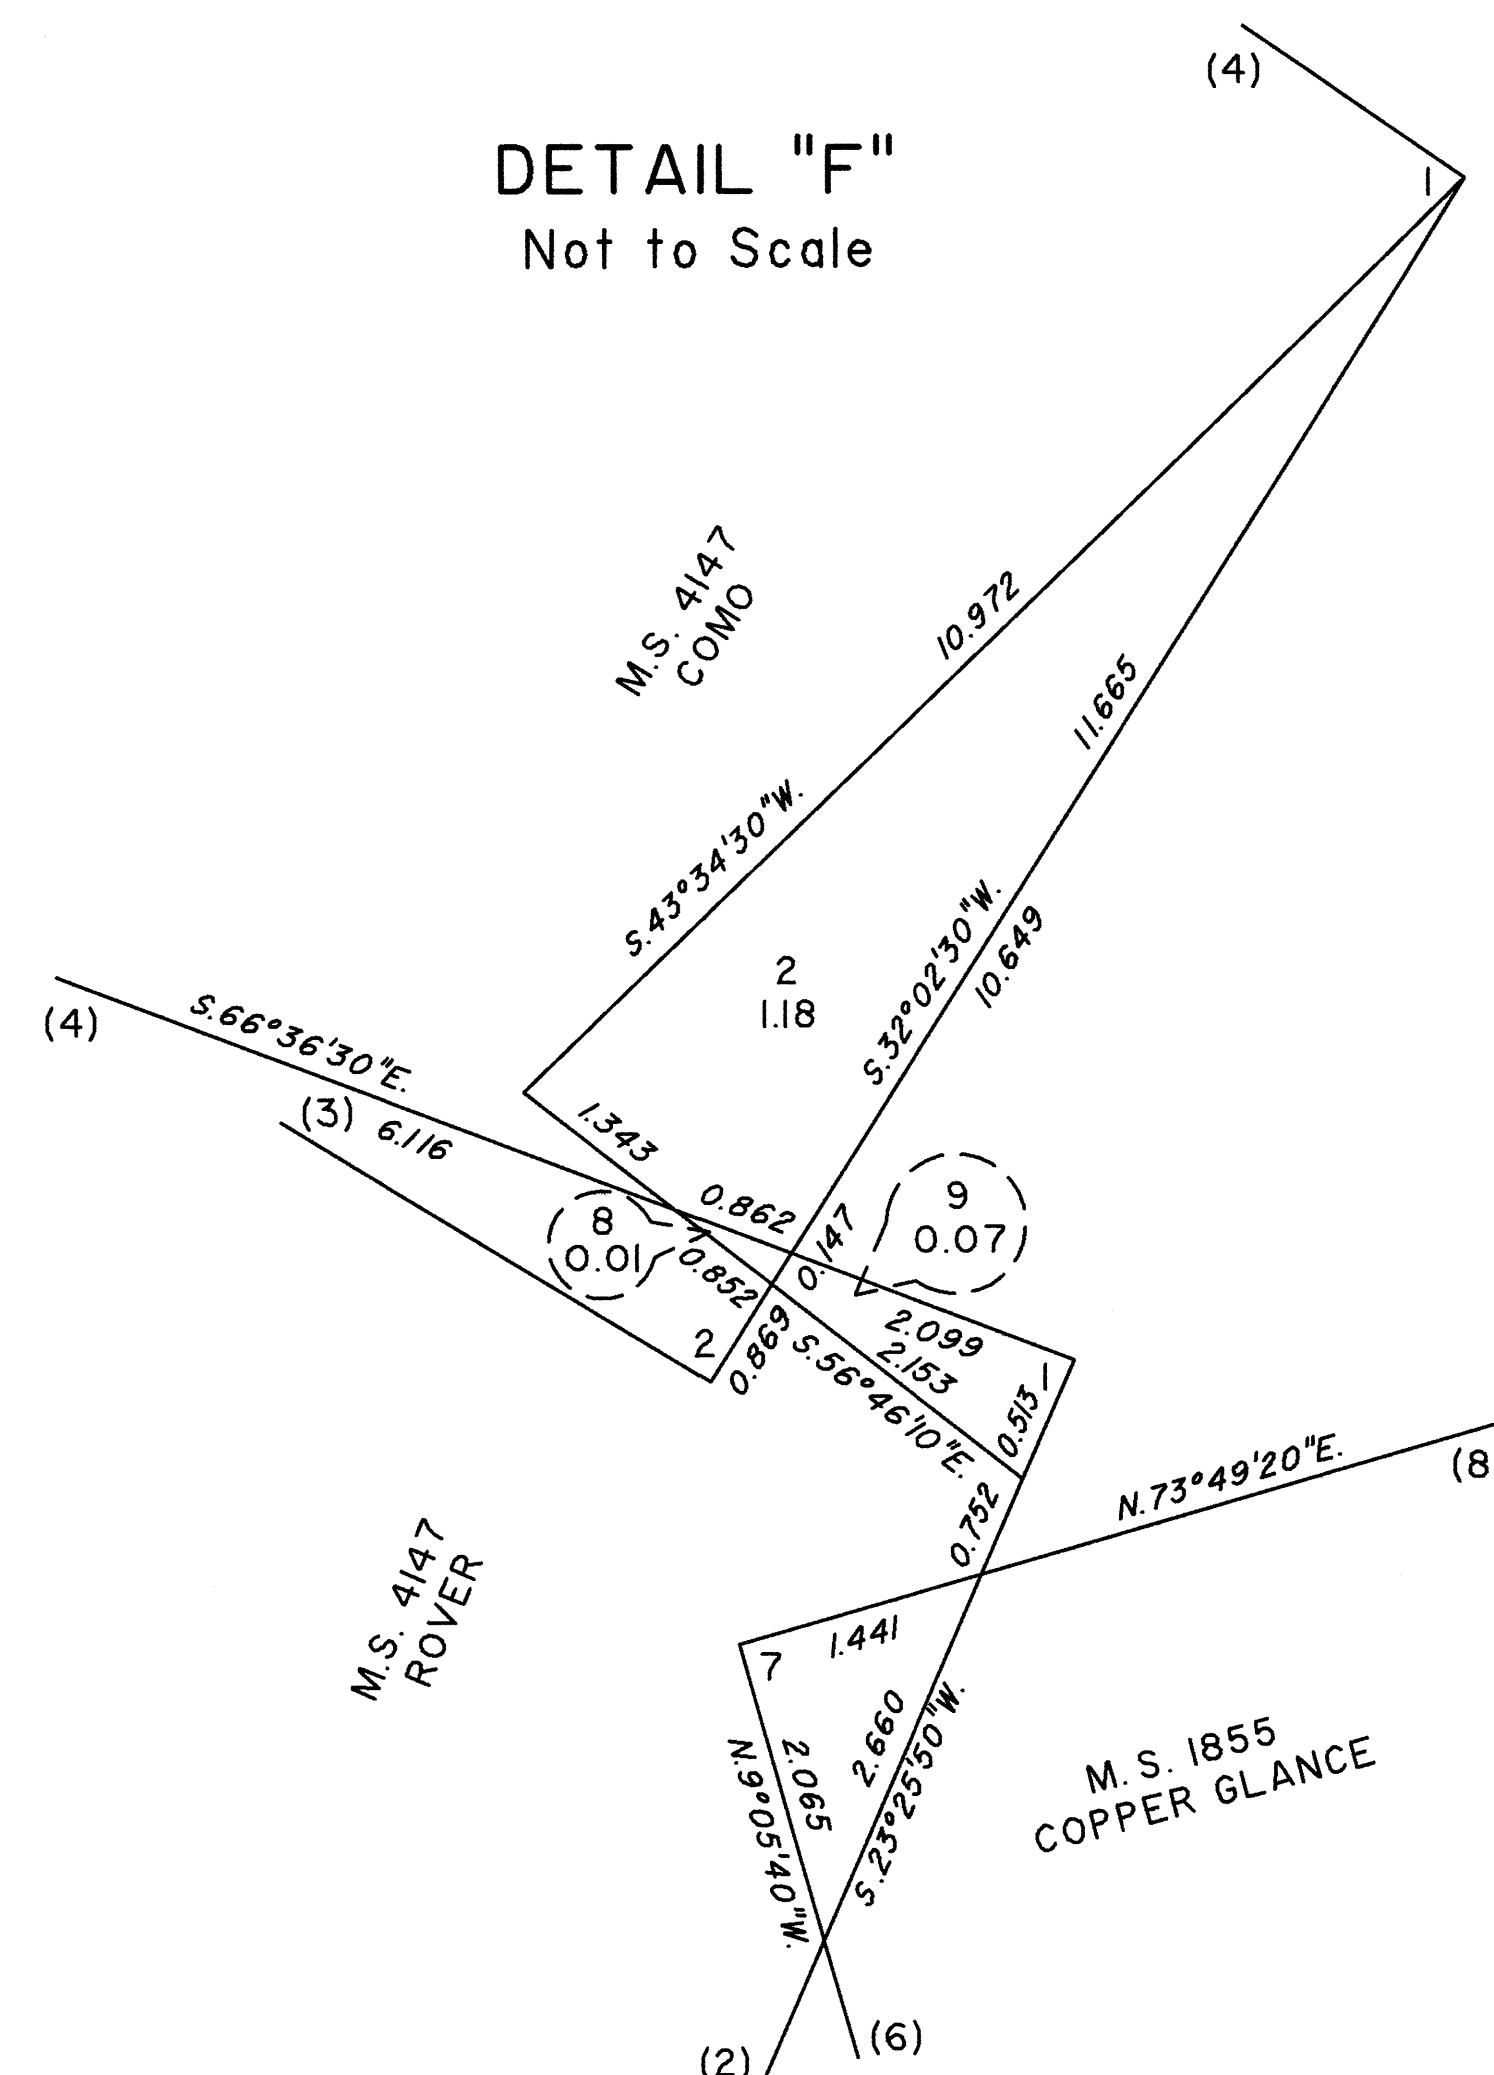 (4)
DETAIL "F"
Not to Scale
1
M.S. 4147
COMO
10.972
11.665
S.43°34'30"W.
S.32°02'30"W.
10.649
2
1.18
(4)
S.66°36'30"E.
(3)
6.116
1.343
0.862
0.147
9
0.07
8
0.01
0.852
2
0.869
2.099
2.153
S.56°46'10"E.
1
0.513
0.752
N.73°49'20"E.
(8
M.S. 4147
ROVER
7
1.441
2.660
S.23°25'50"W.
2.065
N.9°05'40"W.
M.S. 1855
COPPER GLANCE
(6)
(2)